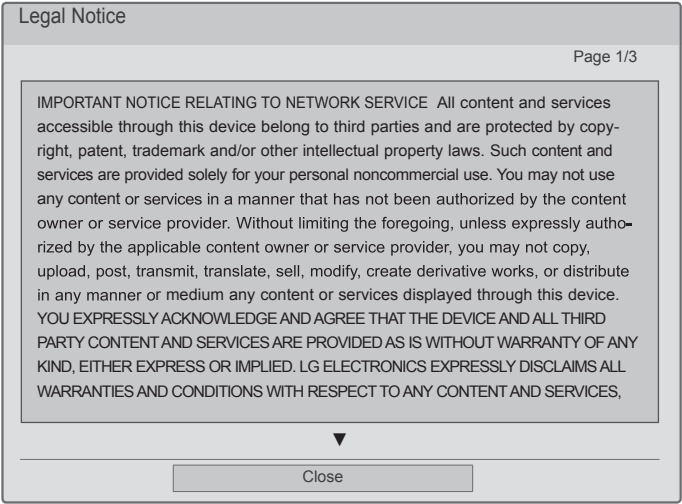 Legal Notice
Page 1/3
IMPORTANT NOTICE RELATING TO NETWORK SERVICE All content and services
accessible through this device belong to third parties and are protected by copy-
right, patent, trademark and/or other intellectual property laws. Such content and
services are provided solely for your personal noncommercial use. You may not use
any content or services in a manner that has not been authorized by the content
owner or service provider. Without limiting the foregoing, unless expressly autho-
rized by the applicable content owner or service provider, you may not copy,
upload, post, transmit, translate, sell, modify, create derivative works, or distribute
in any manner or medium any content or services displayed through this device.
YOU EXPRESSLY ACKNOWLEDGE AND AGREE THAT THE DEVICE AND ALL THIRD
PARTY CONTENT AND SERVICES ARE PROVIDED AS IS WITHOUT WARRANTY OF ANY
KIND, EITHER EXPRESS OR IMPLIED. LG ELECTRONICS EXPRESSLY DISCLAIMS ALL
WARRANTIES AND CONDITIONS WITH RESPECT TO ANY CONTENT AND SERVICES,
▼
Close